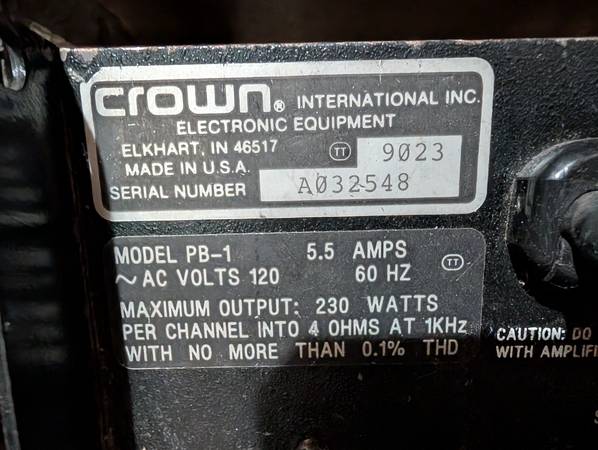 crown® INTERNATIONAL INC.
ELECTRONIC EQUIPMENT
ELKHART, IN 46517
TT 9023
MADE IN U.S.A.
SERIAL NUMBER A032548
MODEL PB-1 5.5 AMPS
~ AC VOLTS 120 60 HZ TT
MAXIMUM OUTPUT: 230 WATTS
PER CHANNEL INTO 4 OHMS AT 1KHz
WITH NO MORE THAN 0.1% THD
CAUTION: DO
WITH AMPLIFI